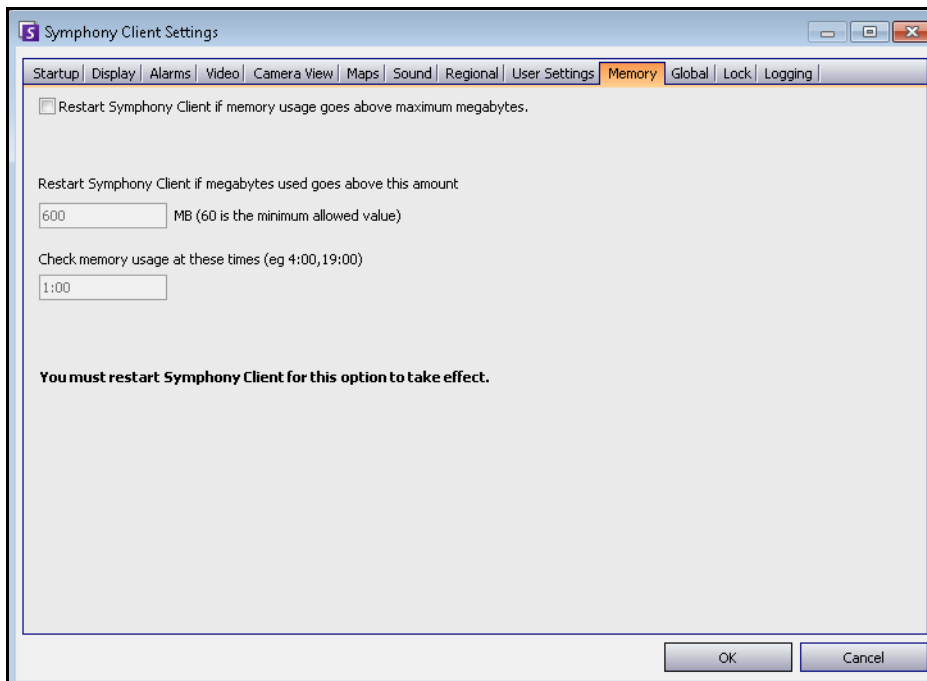 S Symphony Client Settings
Startup Display Alarms Video Camera View Maps Sound Regional User Settings Memory Global Lock Logging
Restart Symphony Client if memory usage goes above maximum megabytes.
Restart Symphony Client if megabytes used goes above this amount
600 MB (60 is the minimum allowed value)
Check memory usage at these times (eg 4:00,19:00)
1:00
You must restart Symphony Client for this option to take effect.
OK Cancel